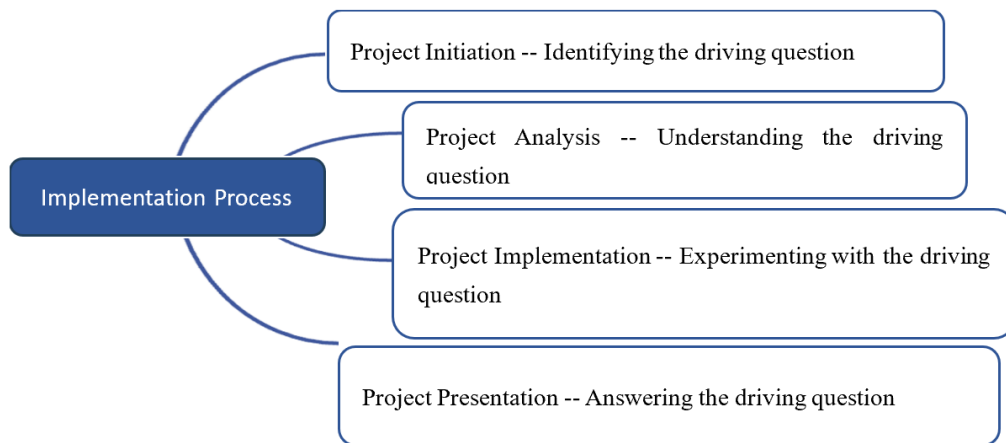 Project Initiation -- Identifying the driving question
Project Analysis -- Understanding the driving
question
Implementation Process
Project Implementation -- Experimenting with the driving
question
Project Presentation -- Answering the driving question